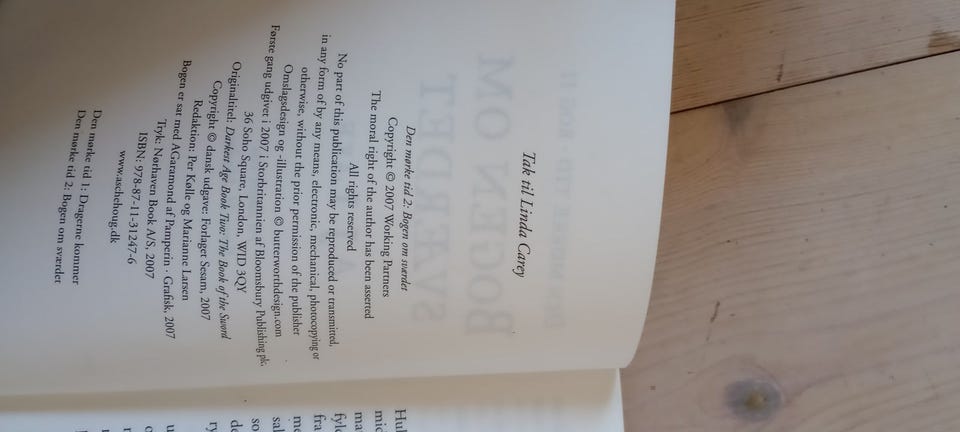 Tak til Linda Carey
Den mørke tid 2: Bogen om sværdet
Copyright © 2007 Working Partners
The moral right of the author has been asserted
All rights reserved
No part of this publication may be reproduced or transmitted,
in any form of by any means, electronic, mechanical, photocopying or
otherwise, without the prior permission of the publisher
Omslagsdesign og -illustration © butterworthdesign.com
Første gang udgivet i 2007 i Storbritannien af Bloomsbury Publishing plc,
36 Soho Square, London, W1D 3QY
Originaltitel: Darkest Age Book Two: The Book of the Sword
Copyright © dansk udgave: Forlaget Sesam, 2007
Redaktion: Per Kølle og Marianne Larsen
Bogen er sat med AGaramond af Pamperin · Grafisk, 2007
Tryk: Nørhaven Book A/S, 2007
ISBN: 978-87-11-31247-6
www.aschehoug.dk
Den mørke tid 1: Dragerne kommer
Den mørke tid 2: Bogen om sværdet